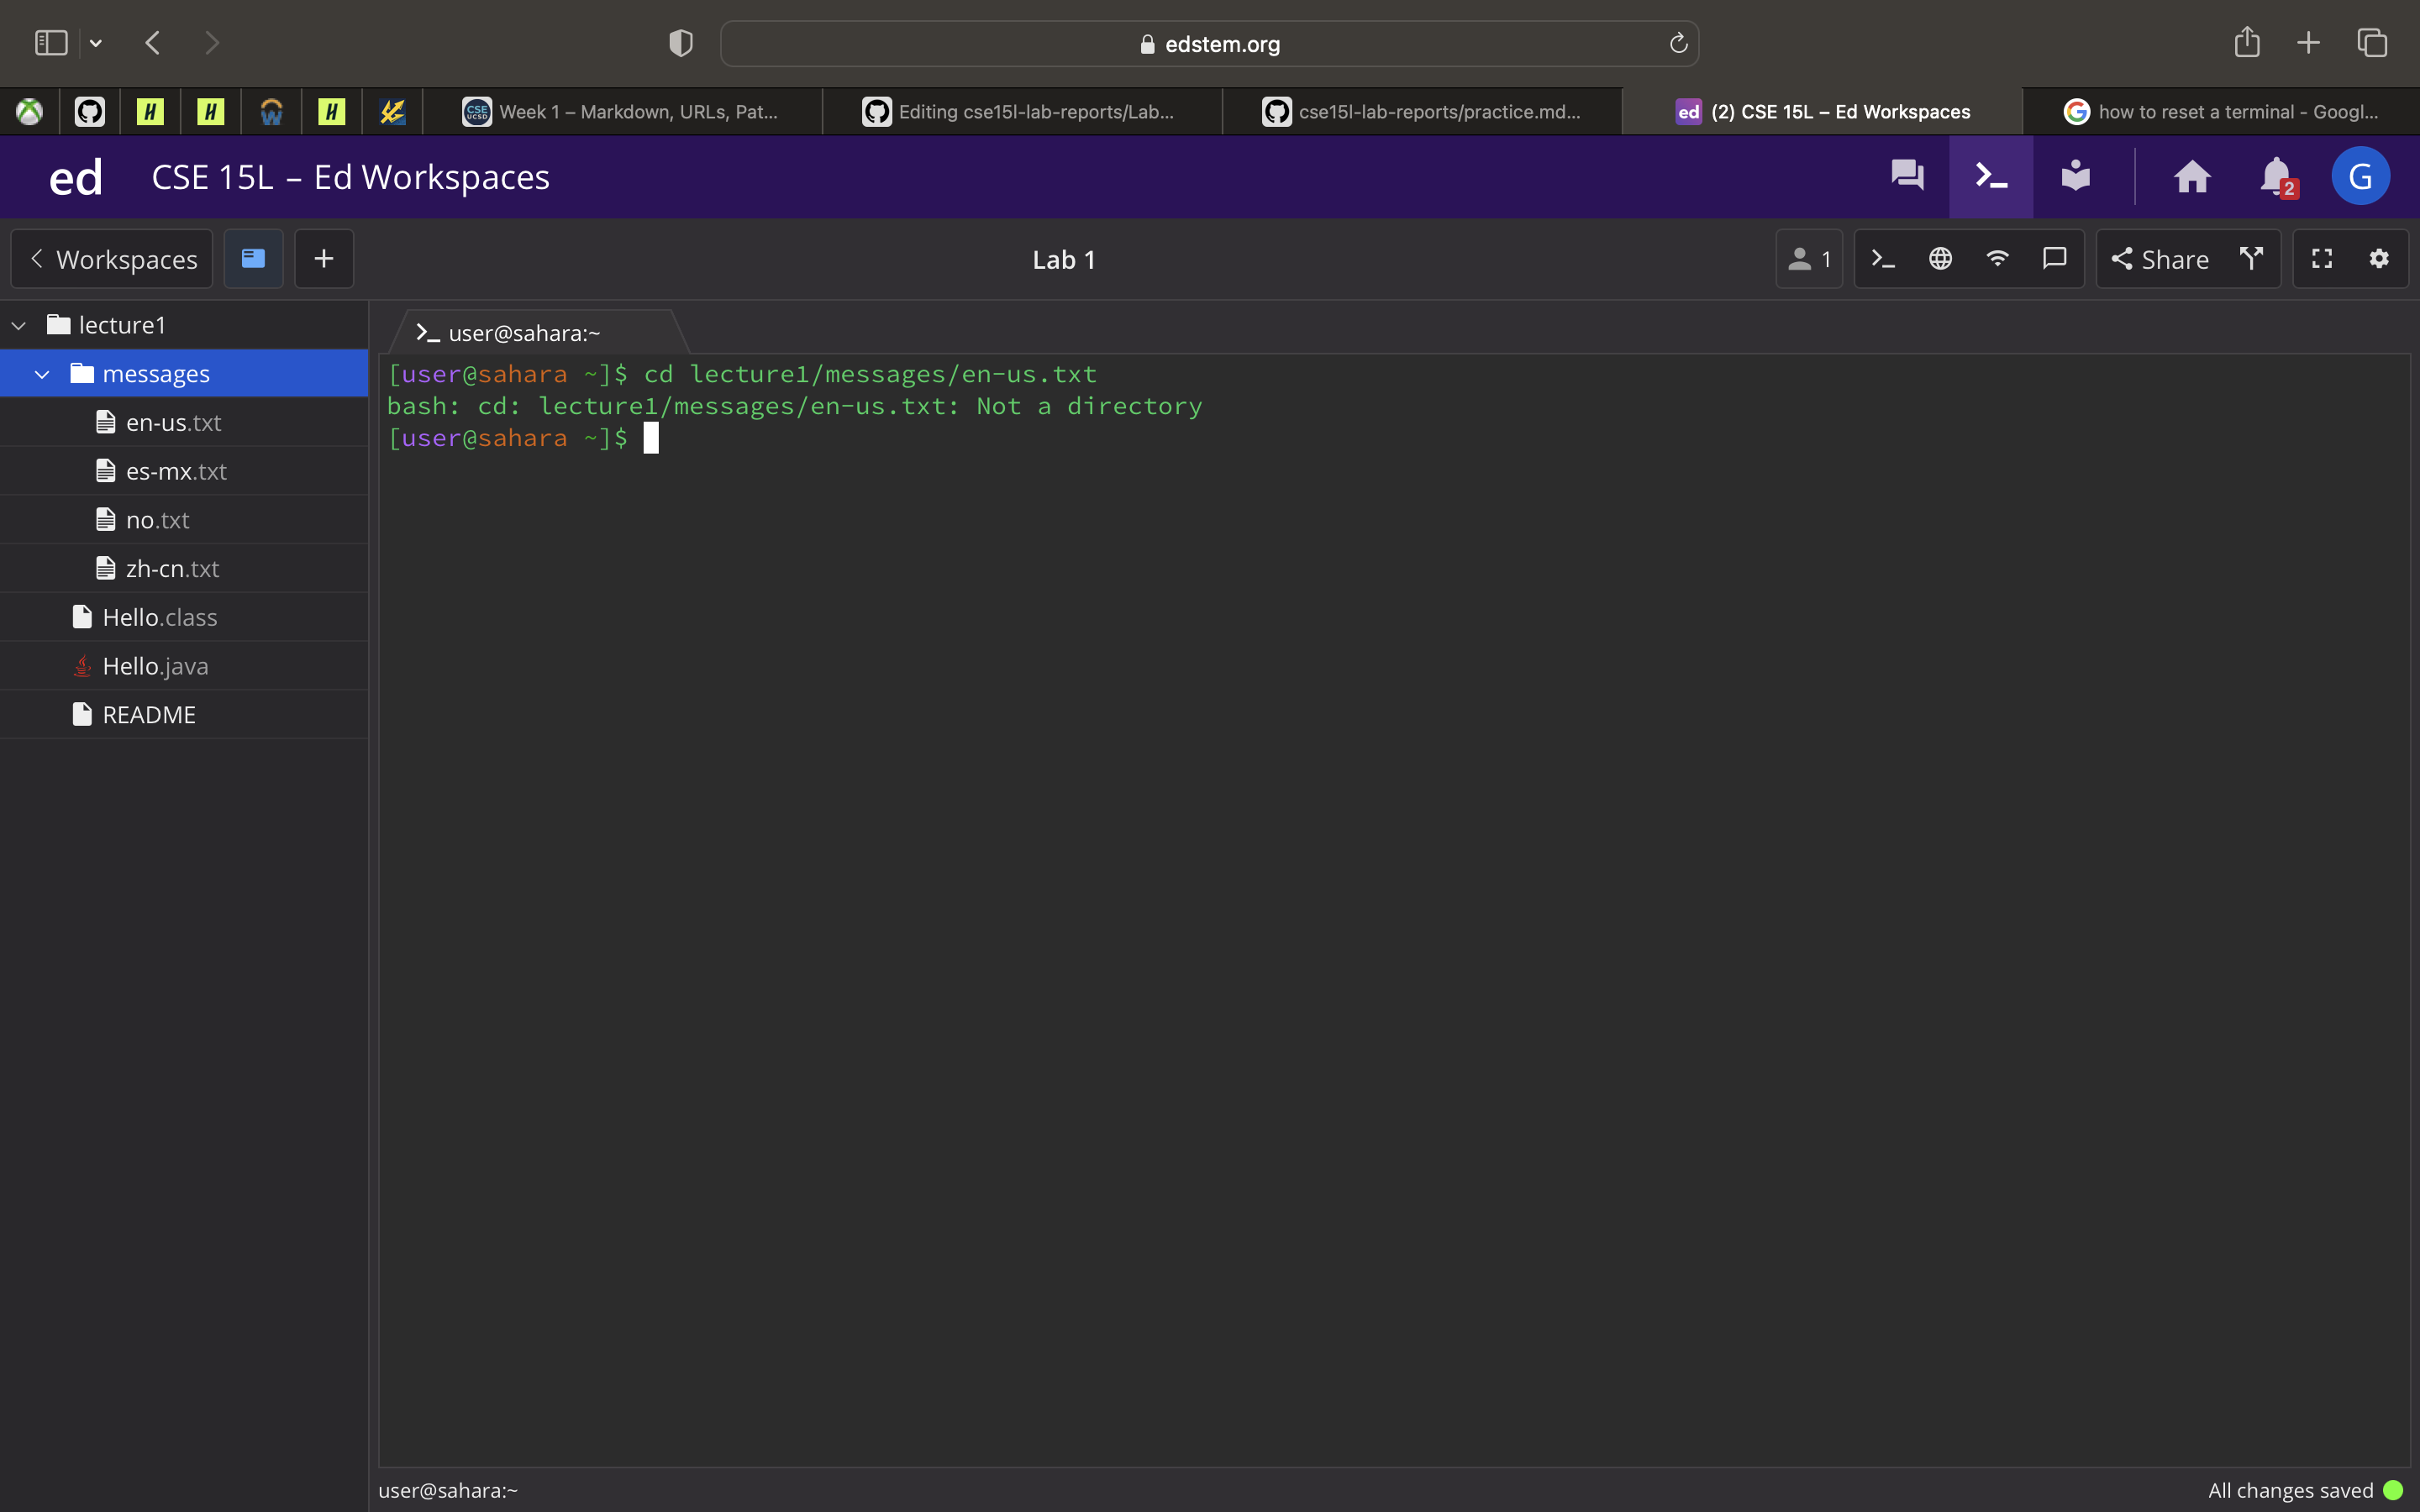 edstem.org
Week 1 – Markdown, URLs, Pat...
Editing cse15l-lab-reports/Lab...
cse15l-lab-reports/practice.md...
ed (2) CSE 15L – Ed Workspaces
how to reset a terminal - Googl...
ed CSE 15L – Ed Workspaces
2
G
Workspaces
Lab 1
1
Share
lecture1
messages
en-us.txt
es-mx.txt
no.txt
zh-cn.txt
Hello.class
Hello.java
README
user@sahara:~
[user@sahara ~]$ cd lecture1/messages/en-us.txt
bash: cd: lecture1/messages/en-us.txt: Not a directory
[user@sahara ~]$
user@sahara:~
All changes saved